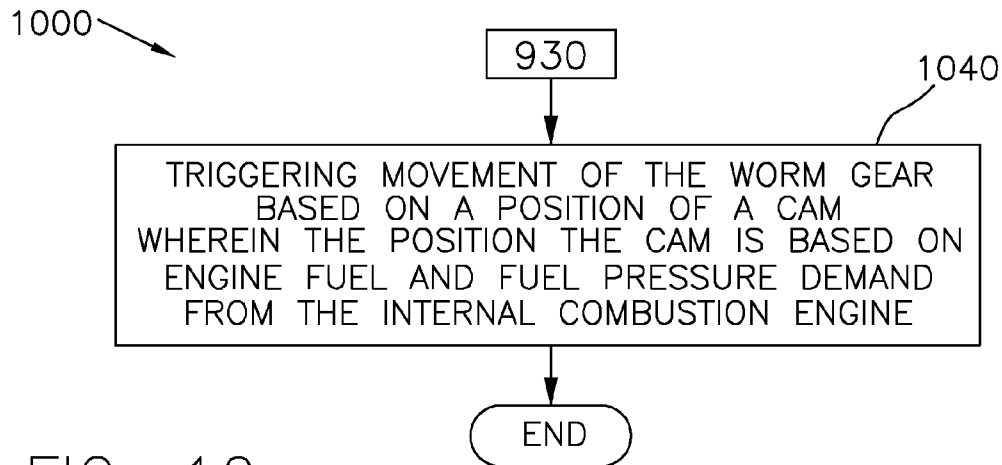 1000
930
1040
TRIGGERING MOVEMENT OF THE WORM GEAR
BASED ON A POSITION OF A CAM
WHEREIN THE POSITION THE CAM IS BASED ON
ENGINE FUEL AND FUEL PRESSURE DEMAND
FROM THE INTERNAL COMBUSTION ENGINE
END